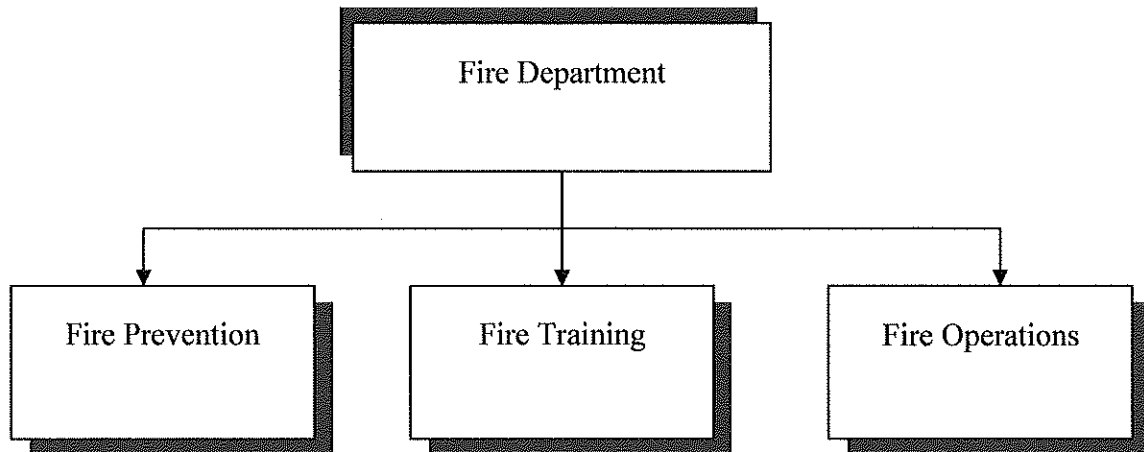 Fire Department
Fire Prevention
Fire Training
Fire Operations